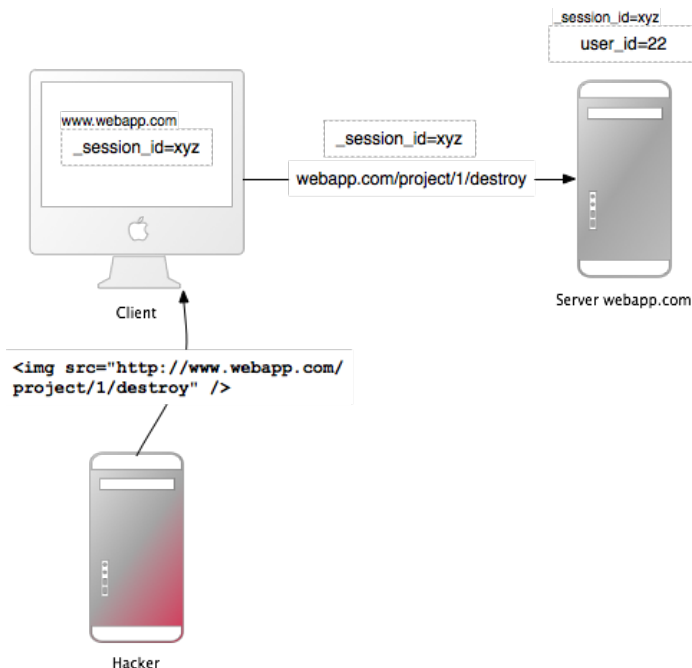 _session_id=xyz
user_id=22
www.webapp.com
_session_id=xyz
_session_id=xyz
webapp.com/project/1/destroy
Server webapp.com
Client
<img src="http://www.webapp.com/
project/1/destroy" />
Hacker